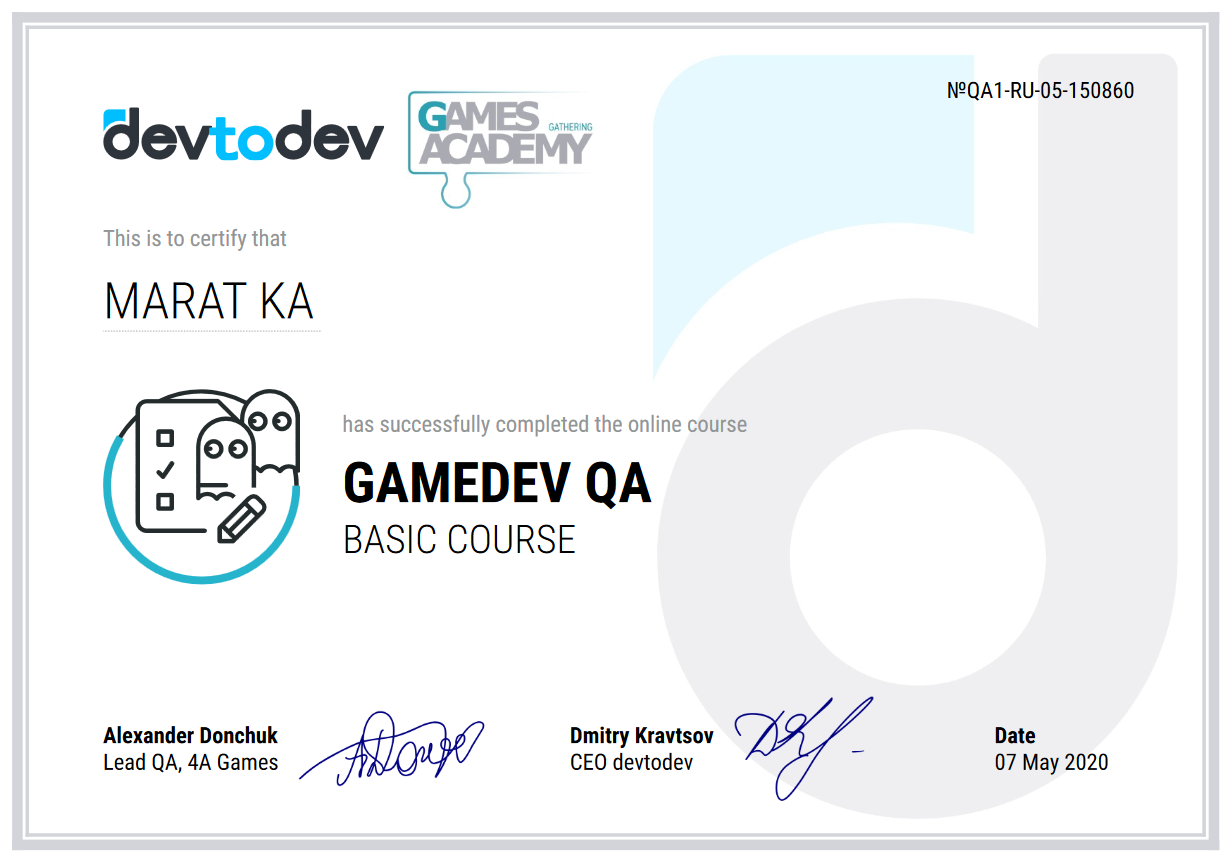 №QA1-RU-05-150860
devtodev
GAMES
GATHERING
ACADEMY
This is to certify that
MARAT KA
has successfully completed the online course
GAMEDEV QA
BASIC COURSE
Alexander Donchuk
Lead QA, 4A Games
Dmitry Kravtsov
CEO devtodev
Date
07 May 2020